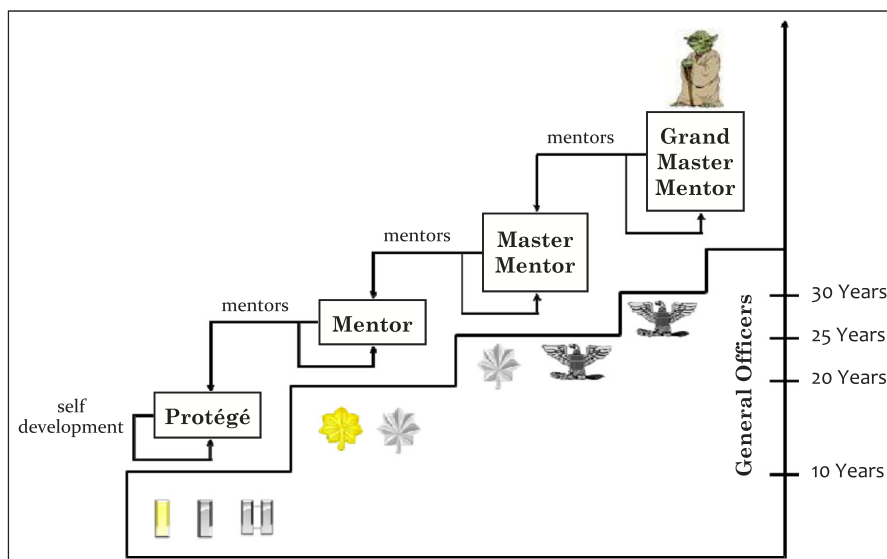 Grand
Master
Mentor
mentors
Master
Mentor
mentors
Mentor
mentors
Protégé
self
development
General Officers
30 Years
25 Years
20 Years
10 Years